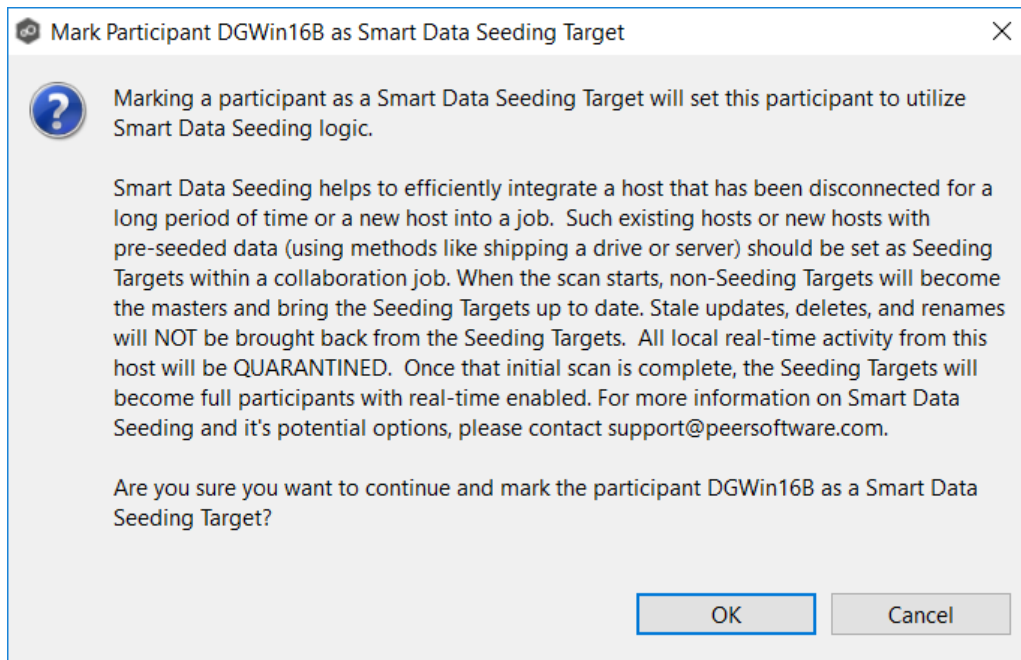 Mark Participant DGWin16B as Smart Data Seeding Target
Marking a participant as a Smart Data Seeding Target will set this participant to utilize
Smart Data Seeding logic.
Smart Data Seeding helps to efficiently integrate a host that has been disconnected for a
long period of time or a new host into a job.  Such existing hosts or new hosts with
pre-seeded data (using methods like shipping a drive or server) should be set as Seeding
Targets within a collaboration job. When the scan starts, non-Seeding Targets will become
the masters and bring the Seeding Targets up to date. Stale updates, deletes, and renames
will NOT be brought back from the Seeding Targets.  All local real-time activity from this
host will be QUARANTINED.  Once that initial scan is complete, the Seeding Targets will
become full participants with real-time enabled. For more information on Smart Data
Seeding and it's potential options, please contact support@peersoftware.com.
Are you sure you want to continue and mark the participant DGWin16B as a Smart Data
Seeding Target?
OK
Cancel